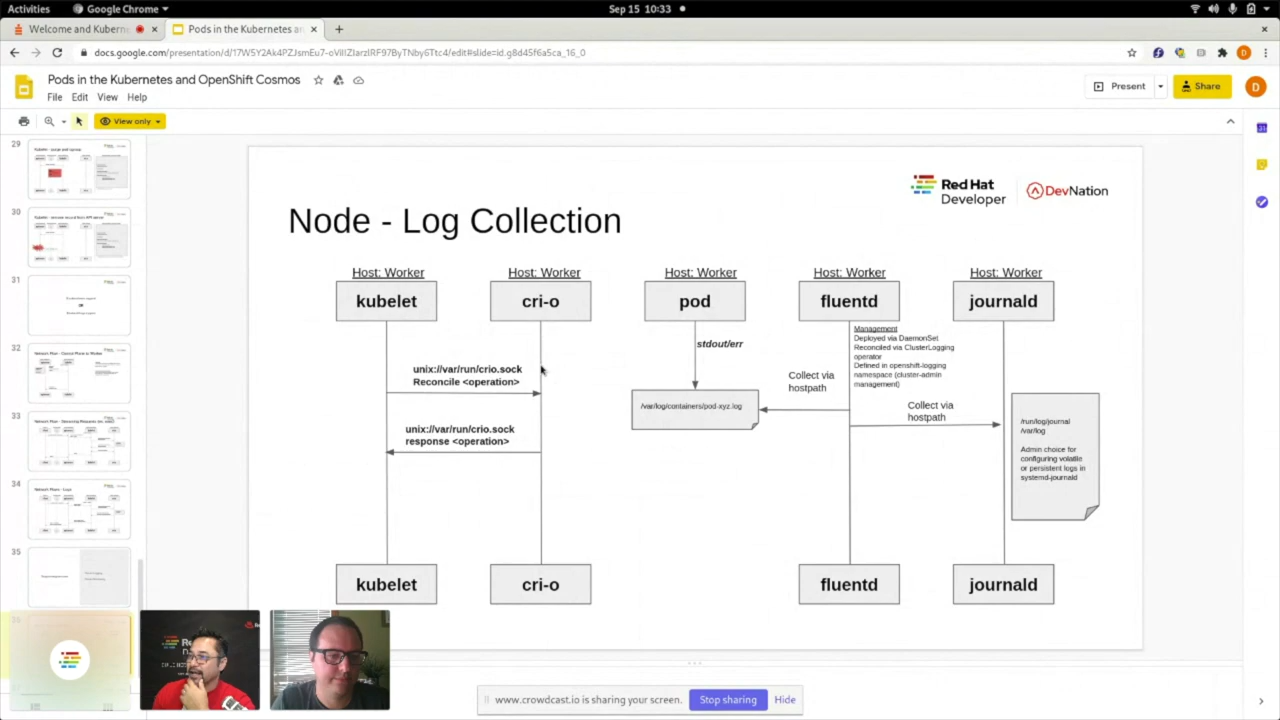 Activities
Google Chrome
Sep 15 10:33
Welcome and Kubern
Pods in the Kubernetes an
docs.google.com/presentation/d/17W5Y2Ak4PZJsmEu7-oVillZIarzIRF97ByTNby6Ttc4/edit#slide=id.g8d45f6a5ca_16_0
D
Pods in the Kubernetes and OpenShift Cosmos
File Edit View Help
Present
Share
D
View only
29
30
31
32
33
34
35
Red Hat
Developer
DevNation
Node - Log Collection
Host: Worker
Host: Worker
Host: Worker
Host: Worker
Host: Worker
kubelet
cri-o
pod
fluentd
journald
stdout/err
Management
Deployed via DaemonSet
Reconciled via ClusterLogging
operator
Defined in openshift-logging
namespace (cluster-admin
management)
unix://var/run/crio.sock
Reconcile <operation>
Collect via
hostpath
/var/log/containers/pod-xyz.log
Collect via
hostpath
/run/log/journal
/var/log
Admin choice for
configuring volatile
or persistent logs in
systemd-journald
unix://var/run/crio.sock
response <operation>
kubelet
cri-o
fluentd
journald
www.crowdcast.io is sharing your screen.
Stop sharing
Hide